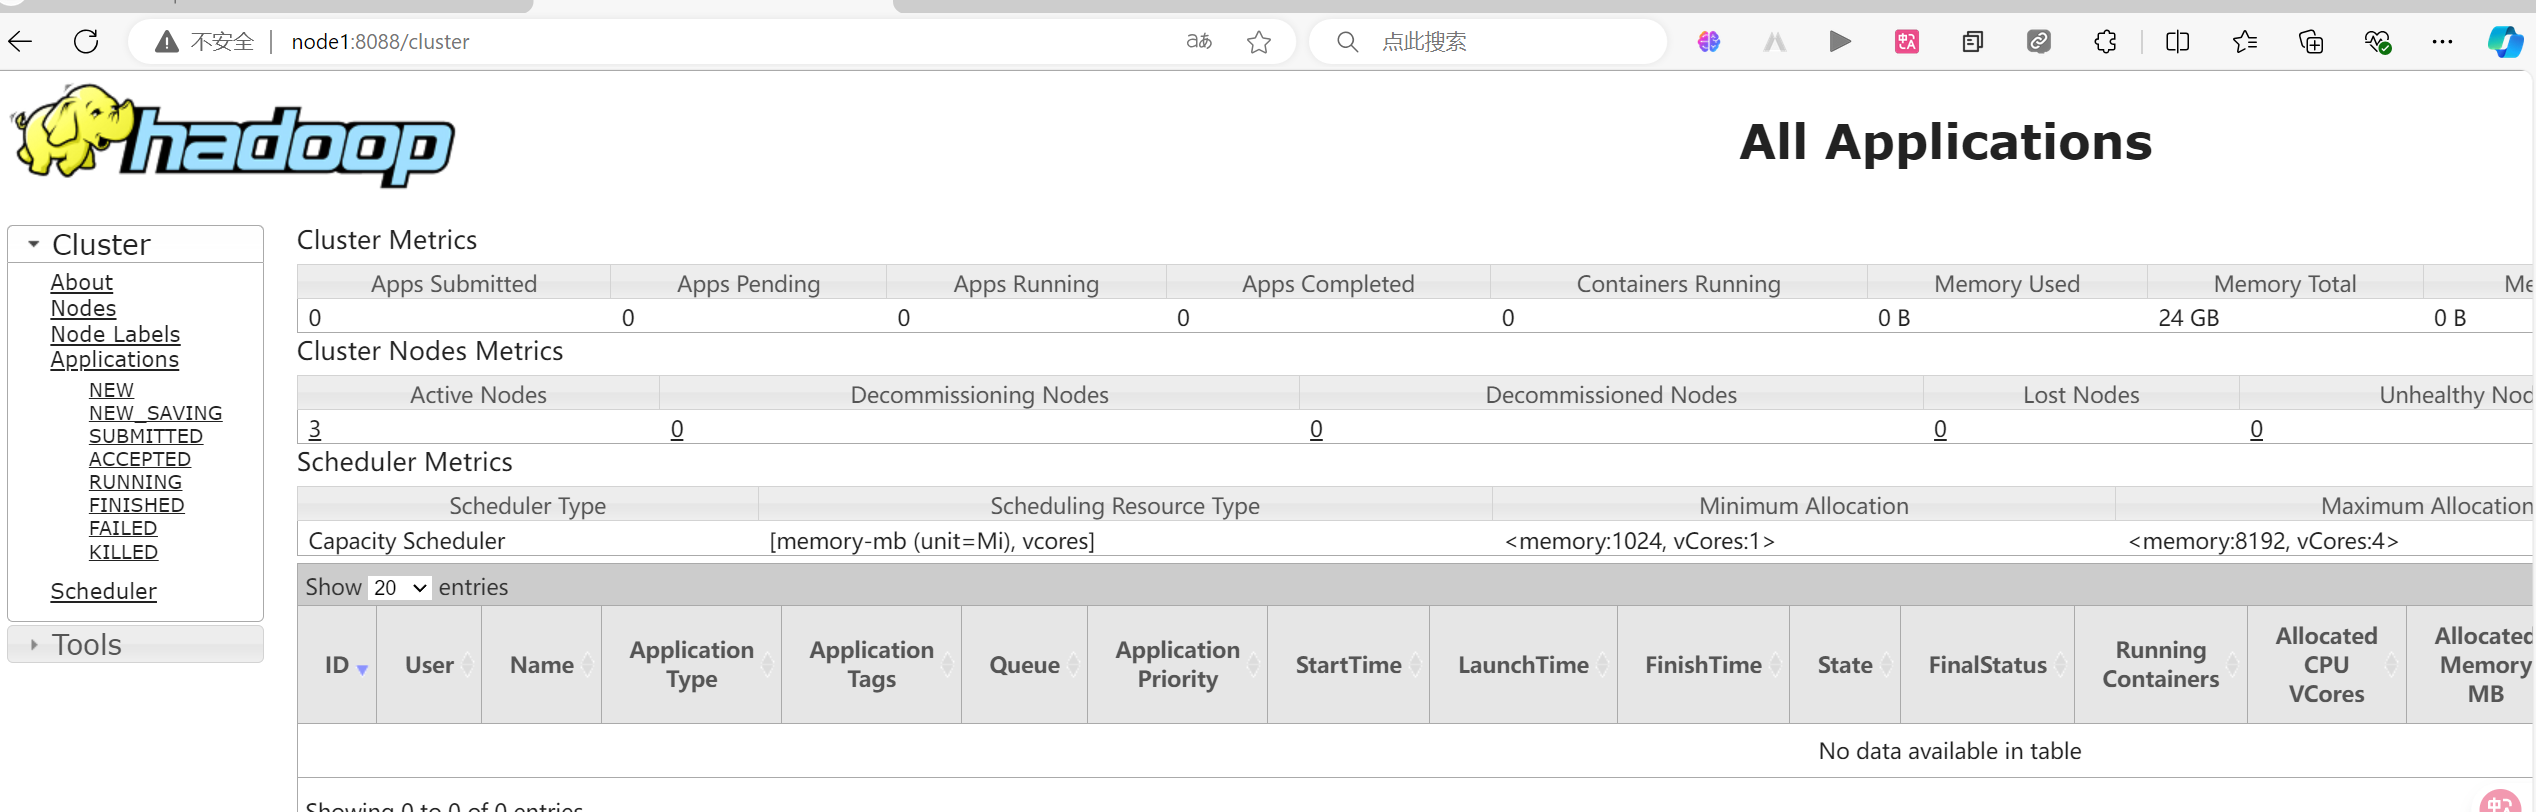 不安全 node1:8088/cluster aあ 点此搜索
hadoop
All Applications
Cluster
About
Nodes
Node Labels
Applications
NEW
NEW_SAVING
SUBMITTED
ACCEPTED
RUNNING
FINISHED
FAILED
KILLED
Scheduler
Tools
Cluster Metrics
Apps Submitted Apps Pending Apps Running Apps Completed Containers Running Memory Used Memory Total
0 0 0 0 0 0 B 24 GB 0 B
Cluster Nodes Metrics
Active Nodes Decommissioning Nodes Decommissioned Nodes Lost Nodes Unhealthy
3 0 0 0 0
Scheduler Metrics
Scheduler Type Scheduling Resource Type Minimum Allocation Maximum Allocation
Capacity Scheduler [memory-mb (unit=Mi), vcores] <memory:1024, vCores:1> <memory:8192, vCores:4>
Show 20 entries
ID User Name Application Type Application Tags Queue Application Priority StartTime LaunchTime FinishTime State FinalStatus Running Containers Allocated CPU VCores Allocated Memory MB
No data available in table
Showing 0 to 0 of 0 entries